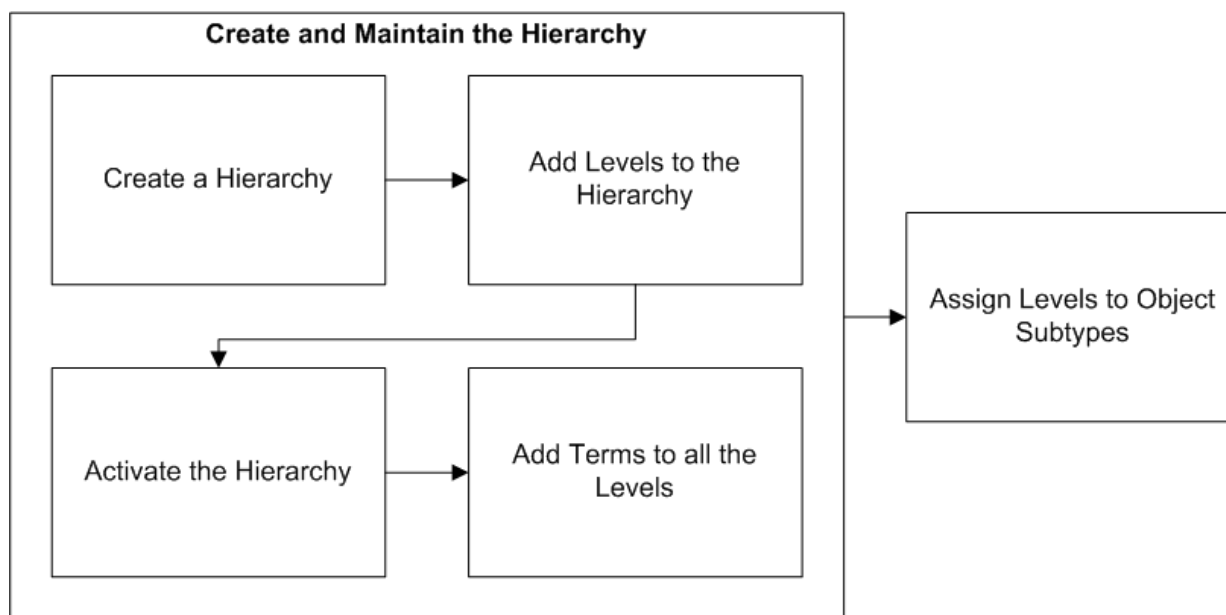 Create and Maintain the Hierarchy
Create a Hierarchy
Add Levels to the
Hierarchy
Activate the Hierarchy
Add Terms to all the
Levels
Assign Levels to Object
Subtypes